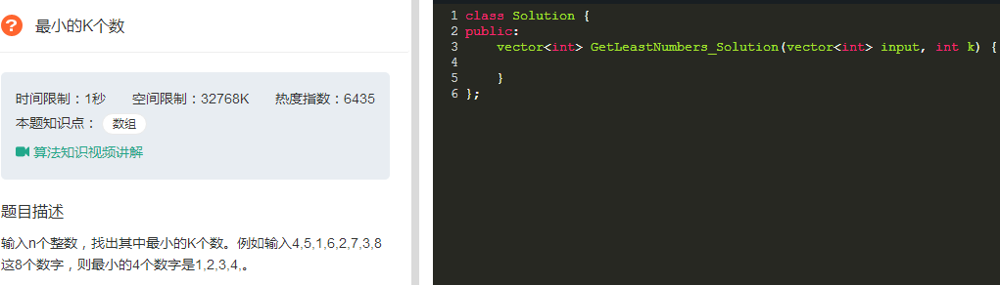 ? 最小的K个数
时间限制：1秒 空间限制：32768K 热度指数：6435
本题知识点： 数组
算法知识视频讲解
题目描述
输入n个整数，找出其中最小的K个数。例如输入4,5,1,6,2,7,3,8
这8个数字，则最小的4个数字是1,2,3,4,。
1 class Solution {
2 public:
3     vector<int> GetLeastNumbers_Solution(vector<int> input, int k) {
4
5     }
6 };